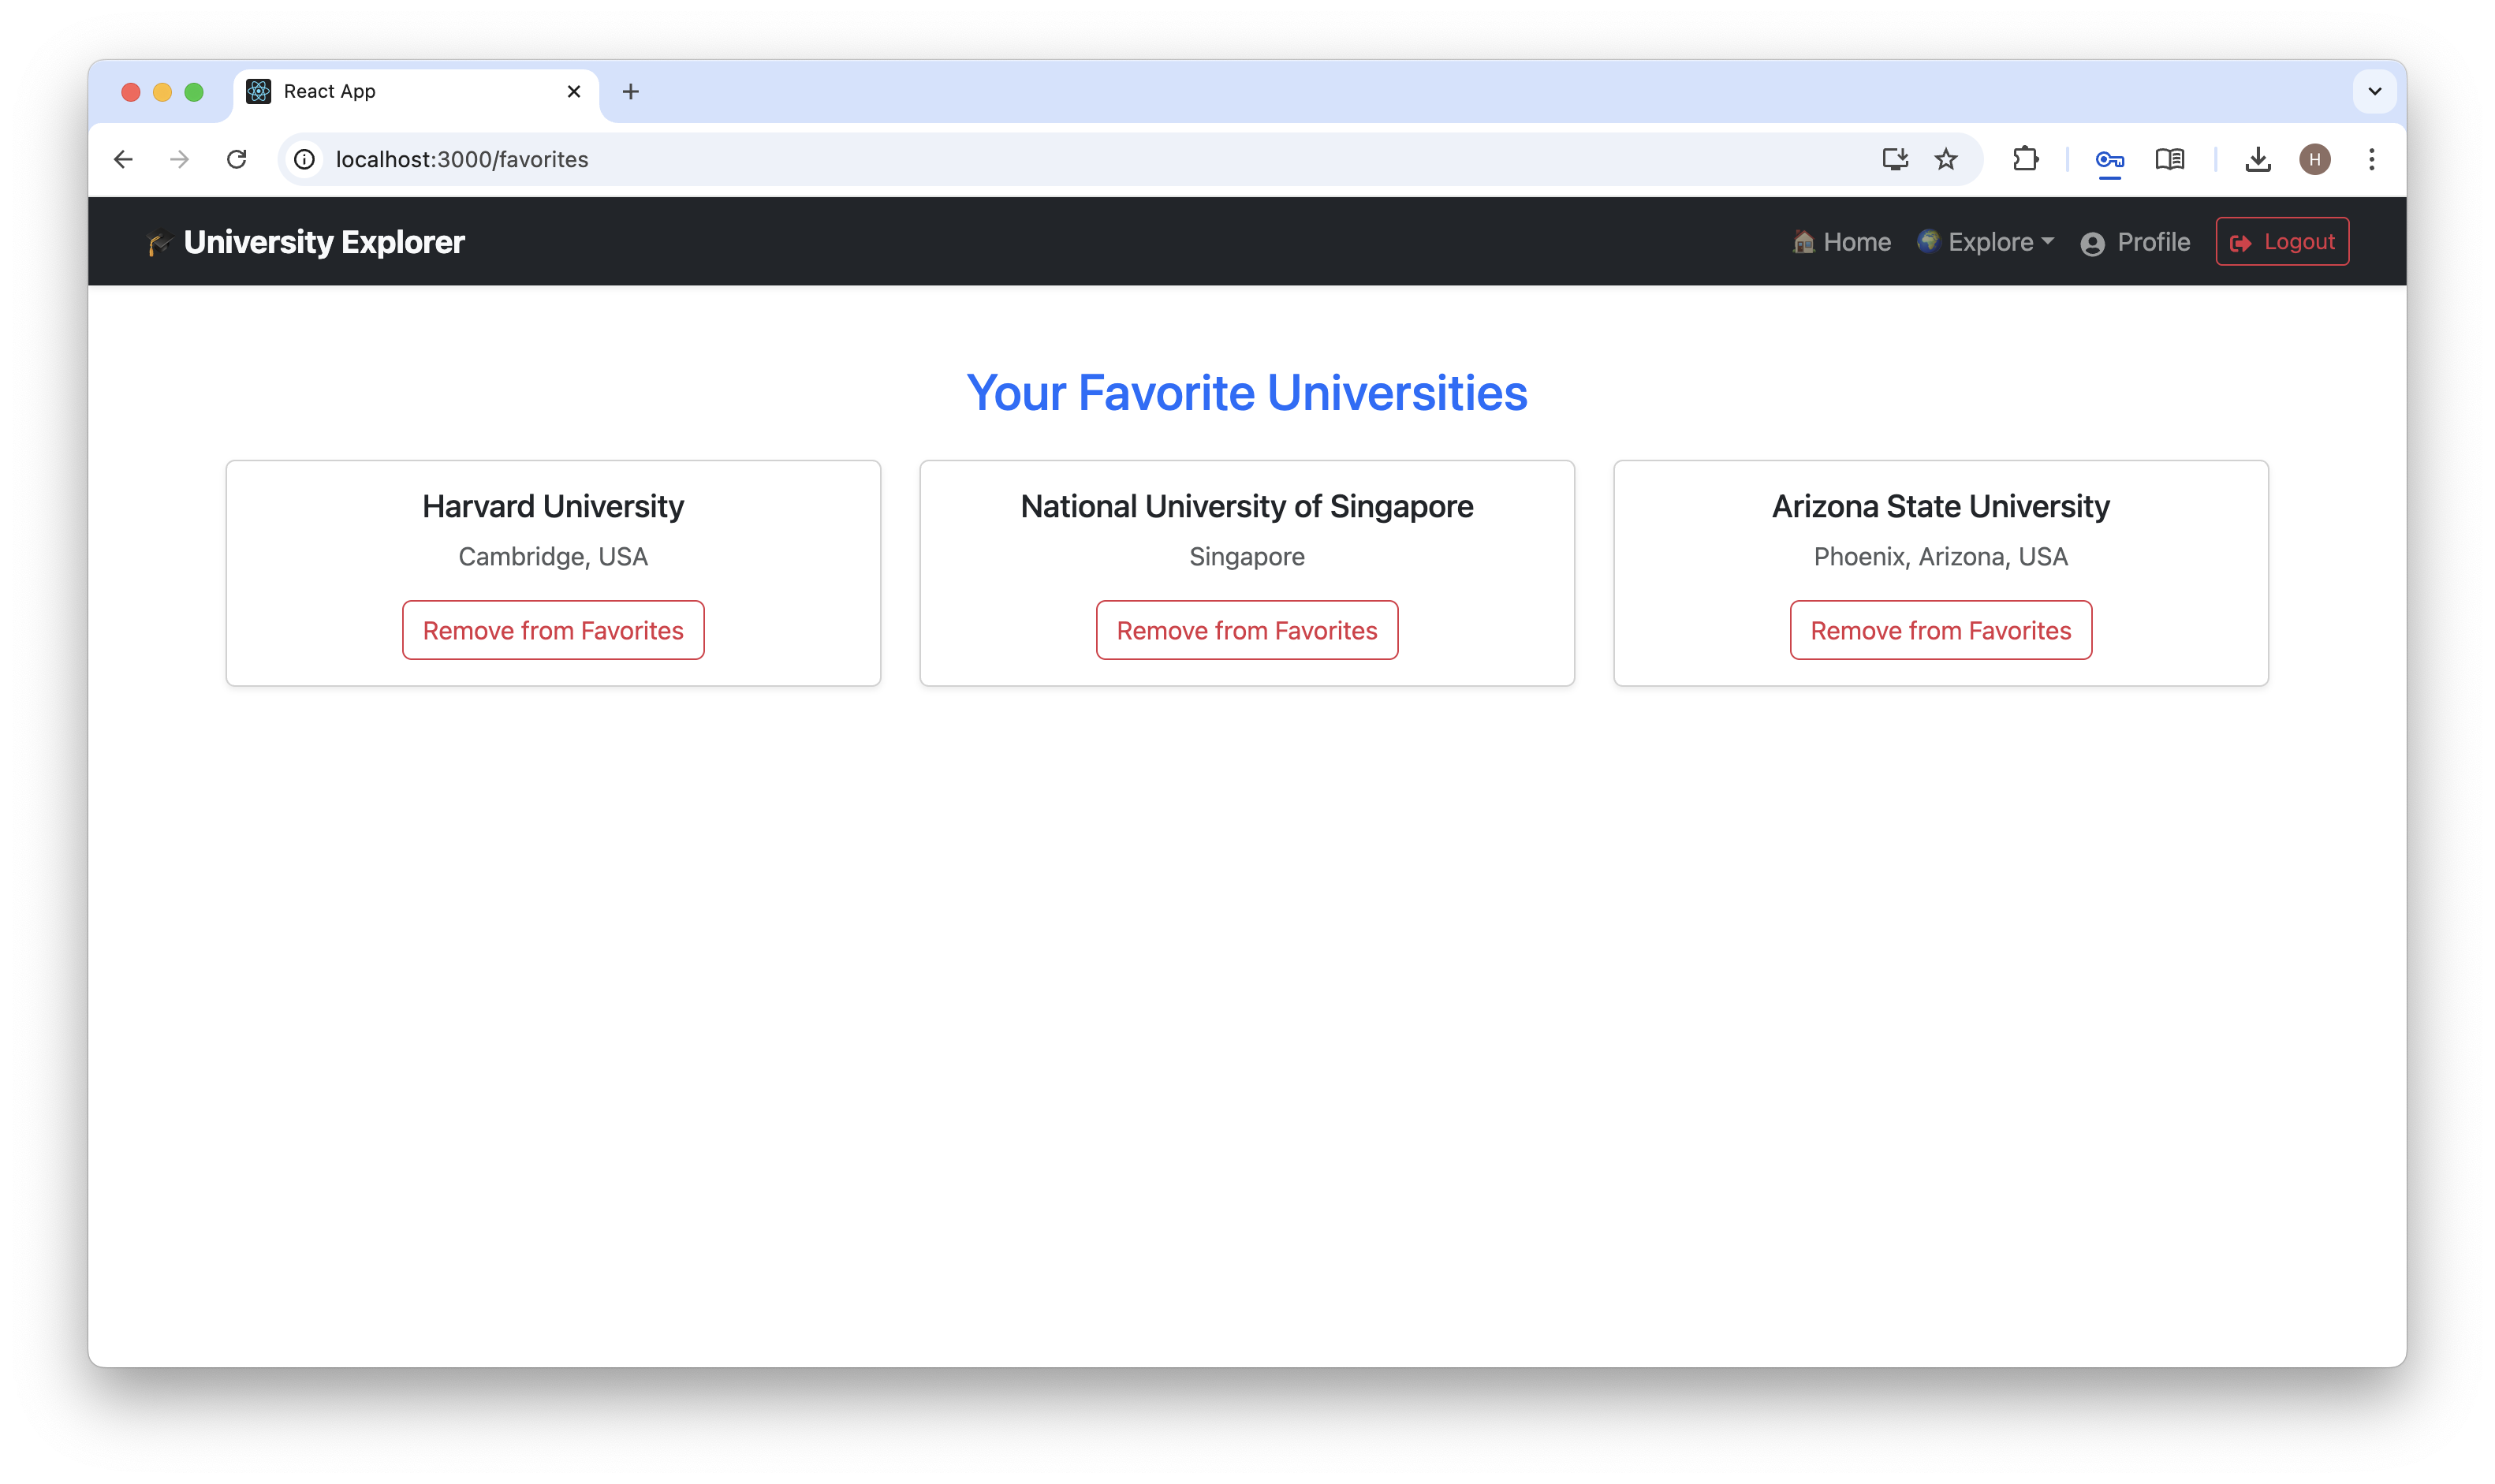 React App
localhost:3000/favorites
H
🎓 University Explorer
🏠 Home 🌍 Explore Profile Logout
Your Favorite Universities
Harvard University
Cambridge, USA
Remove from Favorites
National University of Singapore
Singapore
Remove from Favorites
Arizona State University
Phoenix, Arizona, USA
Remove from Favorites